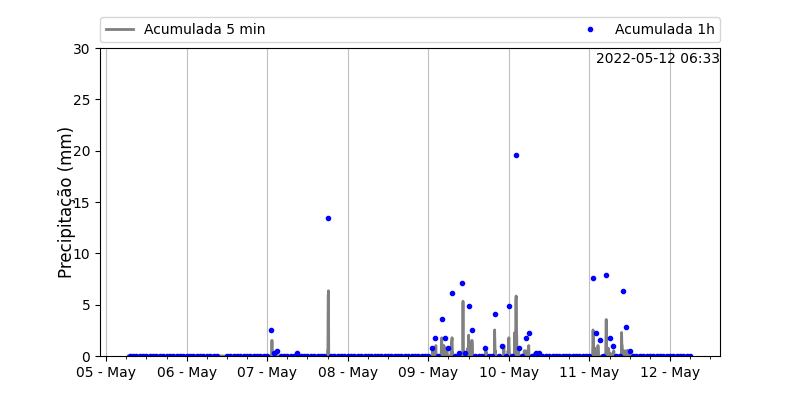 Acumulada 5 min
Acumulada 1h
2022-05-12 06:33
Precipitação (mm)
30
25
20
15
10
5
0
05 - May
06 - May
07 - May
08 - May
09 - May
10 - May
11 - May
12 - May